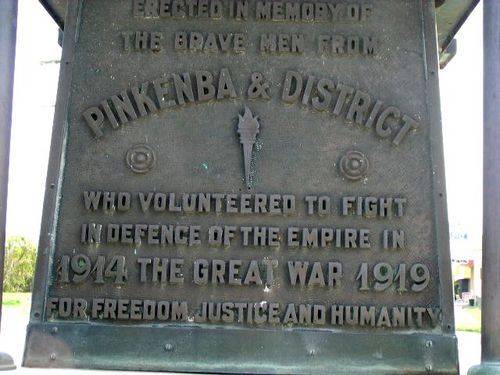 ERECTED IN MEMORY OF
THE BRAVE MEN FROM
PINKENBA & DISTRICT
WHO VOLUNTEERED TO FIGHT
IN DEFENCE OF THE EMPIRE IN
1914 THE GREAT WAR 1919
FOR FREEDOM, JUSTICE AND HUMANITY